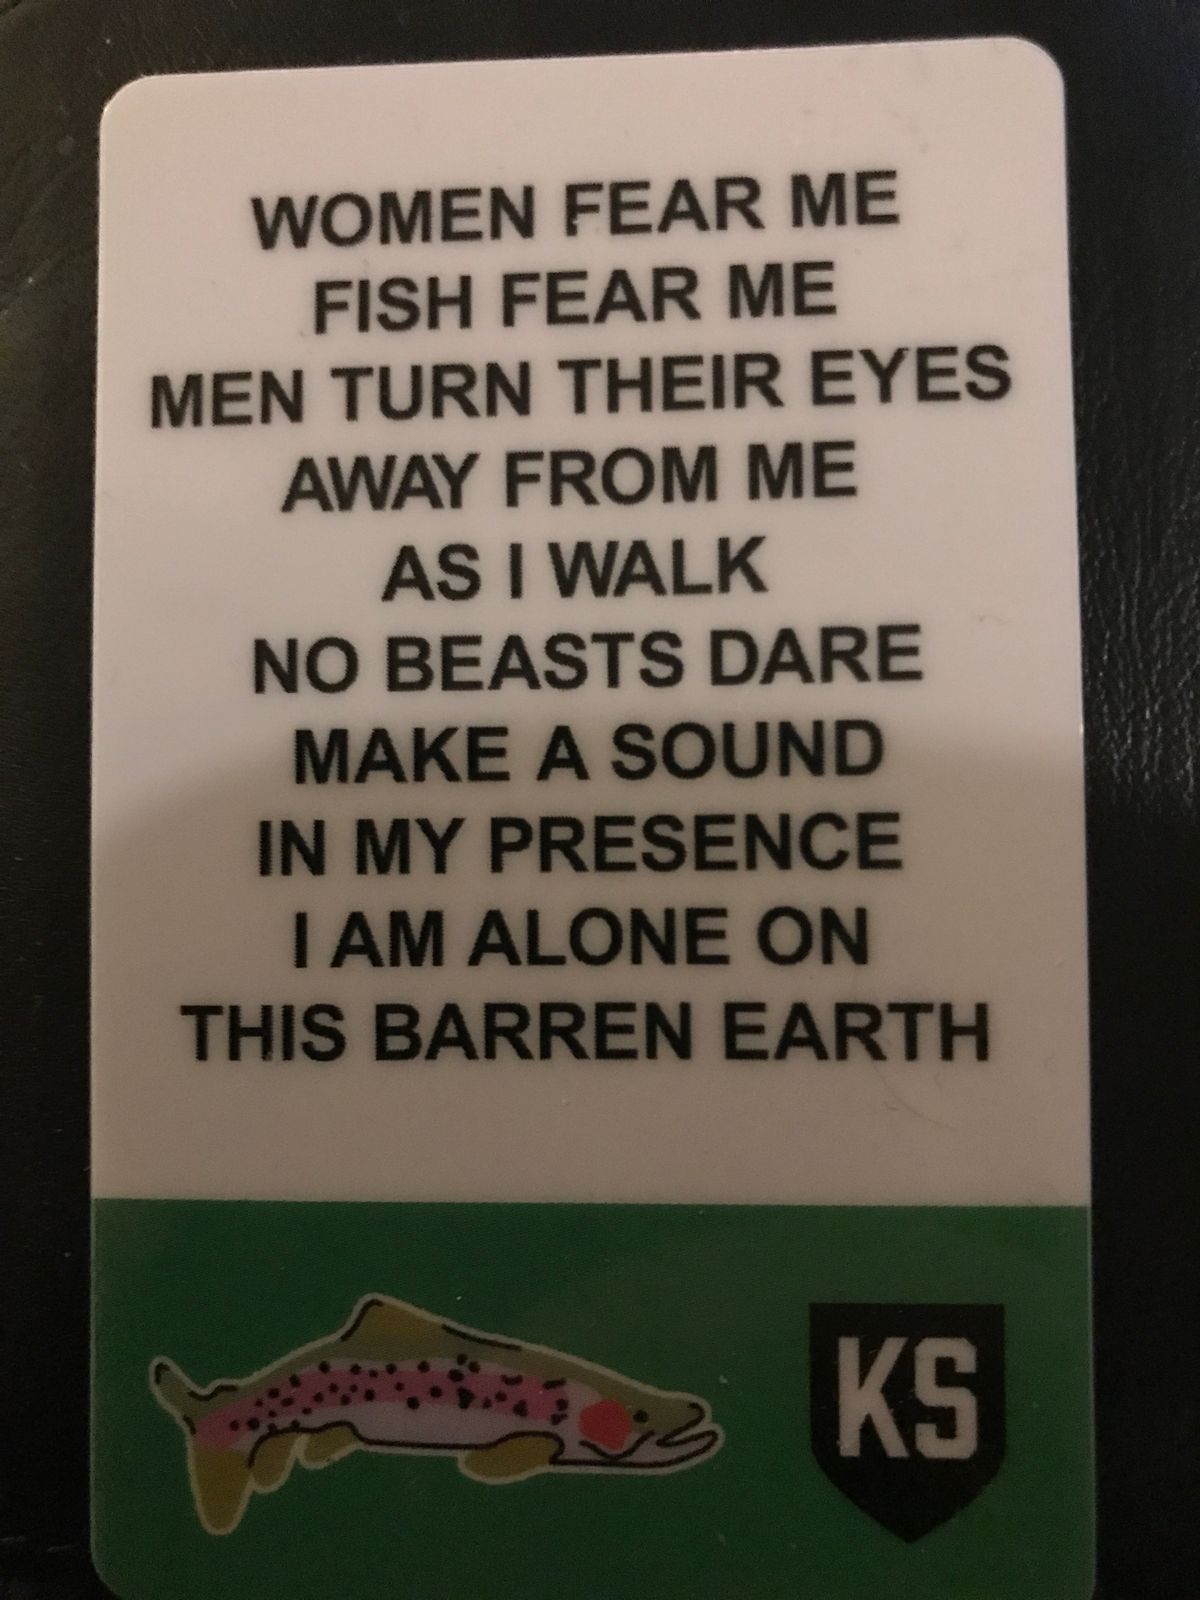 WOMEN FEAR ME
FISH FEAR ME
MEN TURN THEIR EYES
AWAY FROM ME
AS I WALK
NO BEASTS DARE
MAKE A SOUND
IN MY PRESENCE
I AM ALONE ON
THIS BARREN EARTH
KS